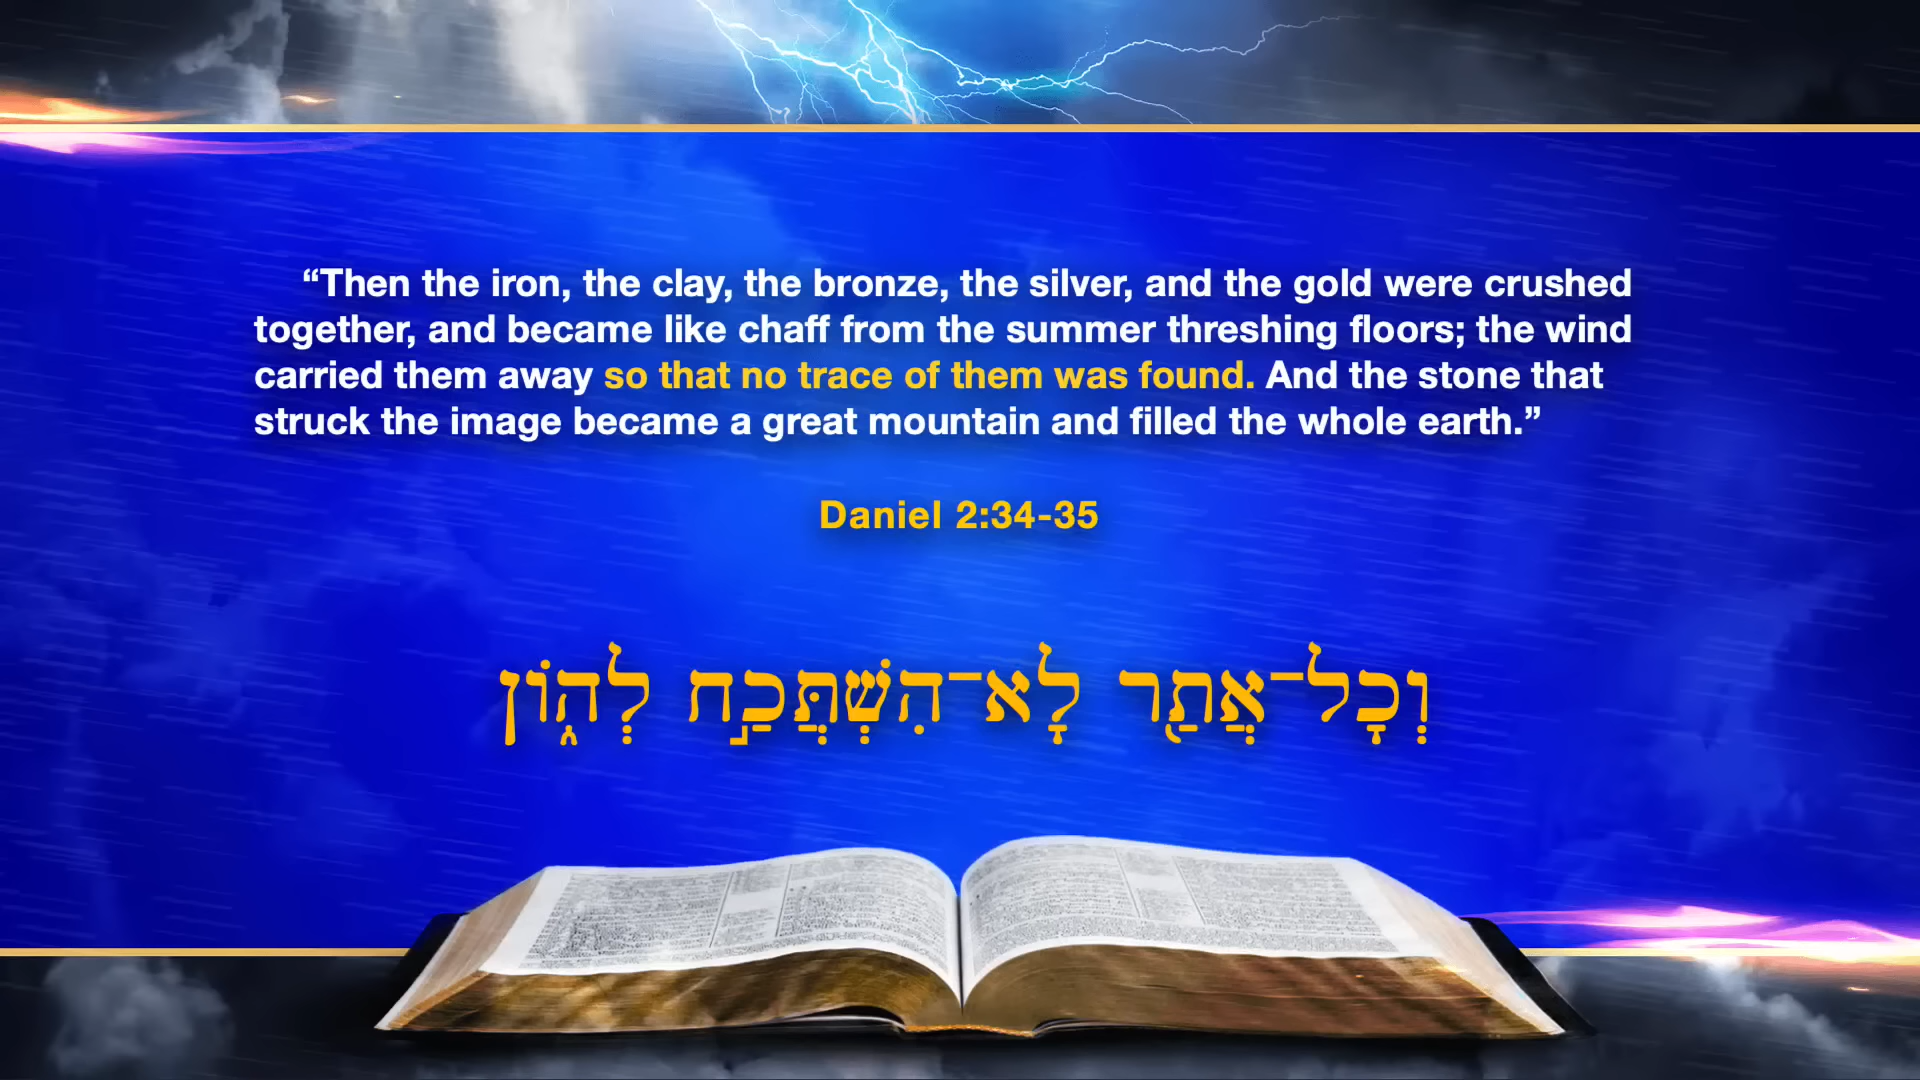 “Then the iron, the clay, the bronze, the silver, and the gold were crushed
together, and became like chaff from the summer threshing floors; the wind
carried them away so that no trace of them was found. And the stone that
struck the image became a great mountain and filled the whole earth.”
Daniel 2:34-35
וְכָל־אֲתַ֖ר לָא־הִשְׁתֲּכַ֣ח לְה֑וֹן